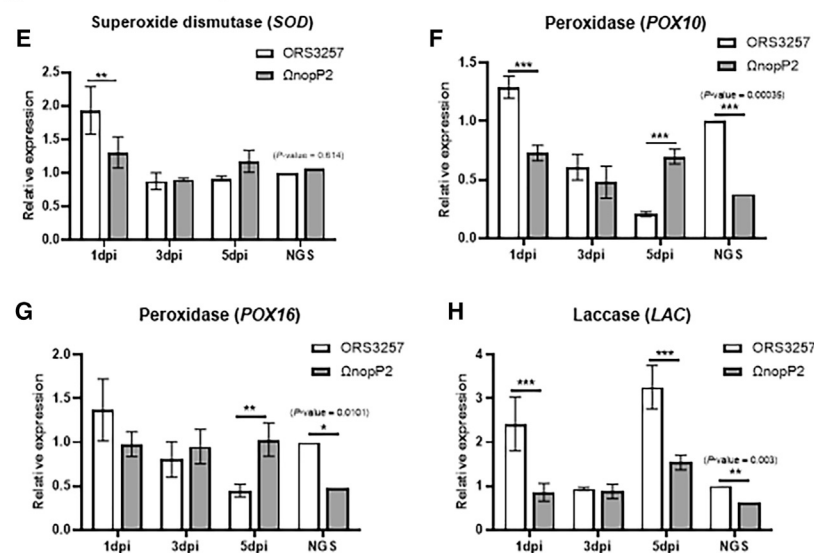 E
Superoxide dismutase (SOD)
ORS3257
ΩnopP2
2.5
2.0
1.5
1.0
0.5
0.0
Relative expression
**
(P-value = 0.614)
1dpi 3dpi 5dpi NGS
F
Peroxidase (POX10)
ORS3257
ΩnopP2
1.5
1.0
0.5
0.0
Relative expression
***
***
(P-value = 0.00036)
***
1dpi 3dpi 5dpi NGS
G
Peroxidase (POX16)
ORS3257
ΩnopP2
2.0
1.5
1.0
0.5
0.0
Relative expression
**
(P-value = 0.0101)
*
1dpi 3dpi 5dpi NGS
H
Laccase (LAC)
ORS3257
ΩnopP2
4
3
2
1
0
Relative expression
***
***
(P-value = 0.003)
**
1dpi 3dpi 5dpi NGS